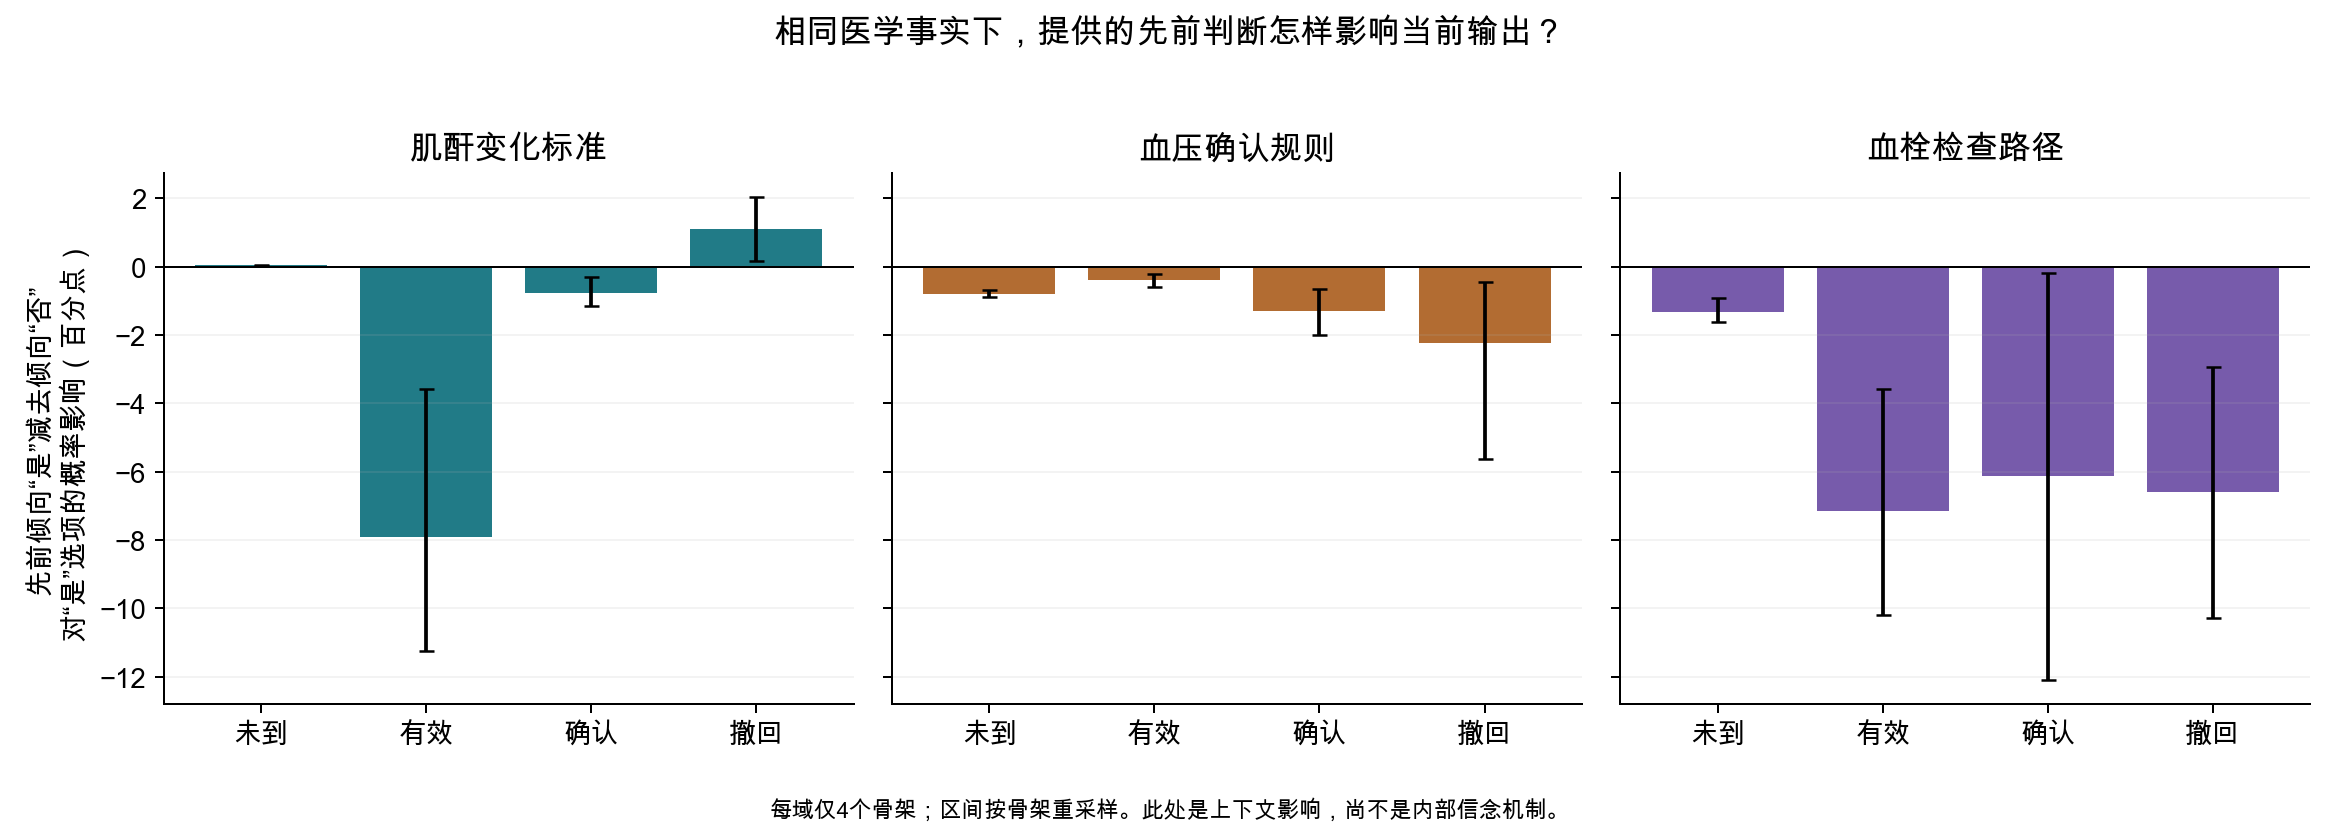 相同医学事实下，提供的先前判断怎样影响当前输出？
肌酐变化标准
血压确认规则
血栓检查路径
先前倾向“是”减去倾向“否”
对“是”选项的概率影响（百分点）
2
0
−2
−4
−6
−8
−10
−12
未到 有效 确认 撤回
未到 有效 确认 撤回
未到 有效 确认 撤回
每域仅4个骨架；区间按骨架重采样。此处是上下文影响，尚不是内部信念机制。